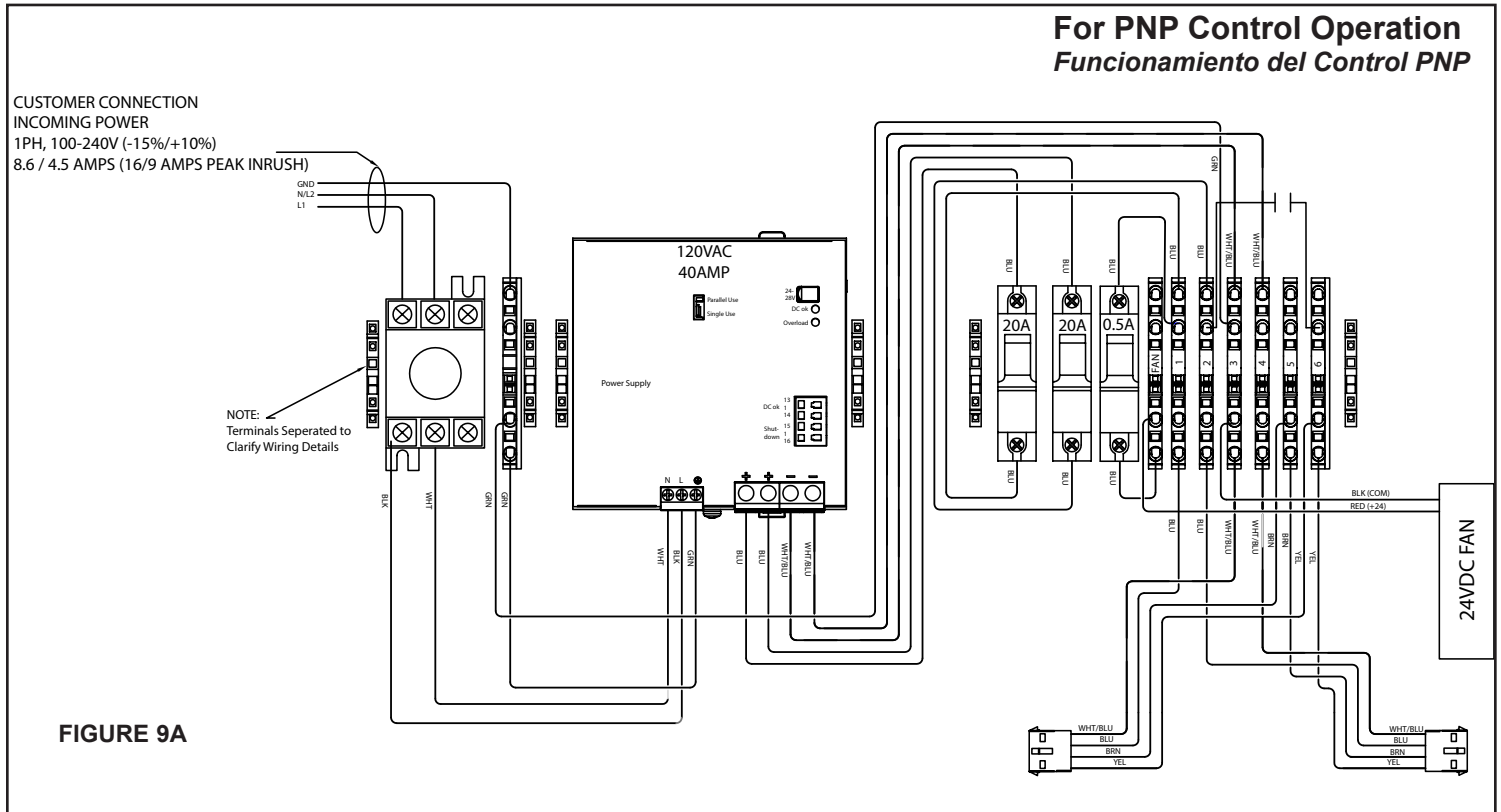 For PNP Control Operation
Funcionamiento del Control PNP
CUSTOMER CONNECTION
INCOMING POWER
1PH, 100-240V (-15%/+10%)
8.6 / 4.5 AMPS (16/9 AMPS PEAK INRUSH)
GND
N/L2
L1
NOTE:
Terminals Seperated to
Clarify Wiring Details
BLK
WHT
GRN
GRN
120VAC
40AMP
Parallel Use
Single Use
24-
28V
DC ok
Overload
Power Supply
DC ok
13
1
14
Shut-
down
15
1
16
N L
+ + – –
WHT
BLK
GRN
BLU
BLU
WHT/BLU
WHT/BLU
GRN
BLU
BLU
BLU
BLU
BLU
WHT/BLU
WHT/BLU
20A
20A
0.5A
FAN
1
2
3
4
5
6
BLU
BLU
BLU
BLU
BLU
WHT/BLU
WHT/BLU
BRN
BRN
YEL
YEL
BLK (COM)
RED (+24)
24VDC FAN
WHT/BLU
BLU
BRN
YEL
WHT/BLU
BLU
BRN
YEL
FIGURE 9A